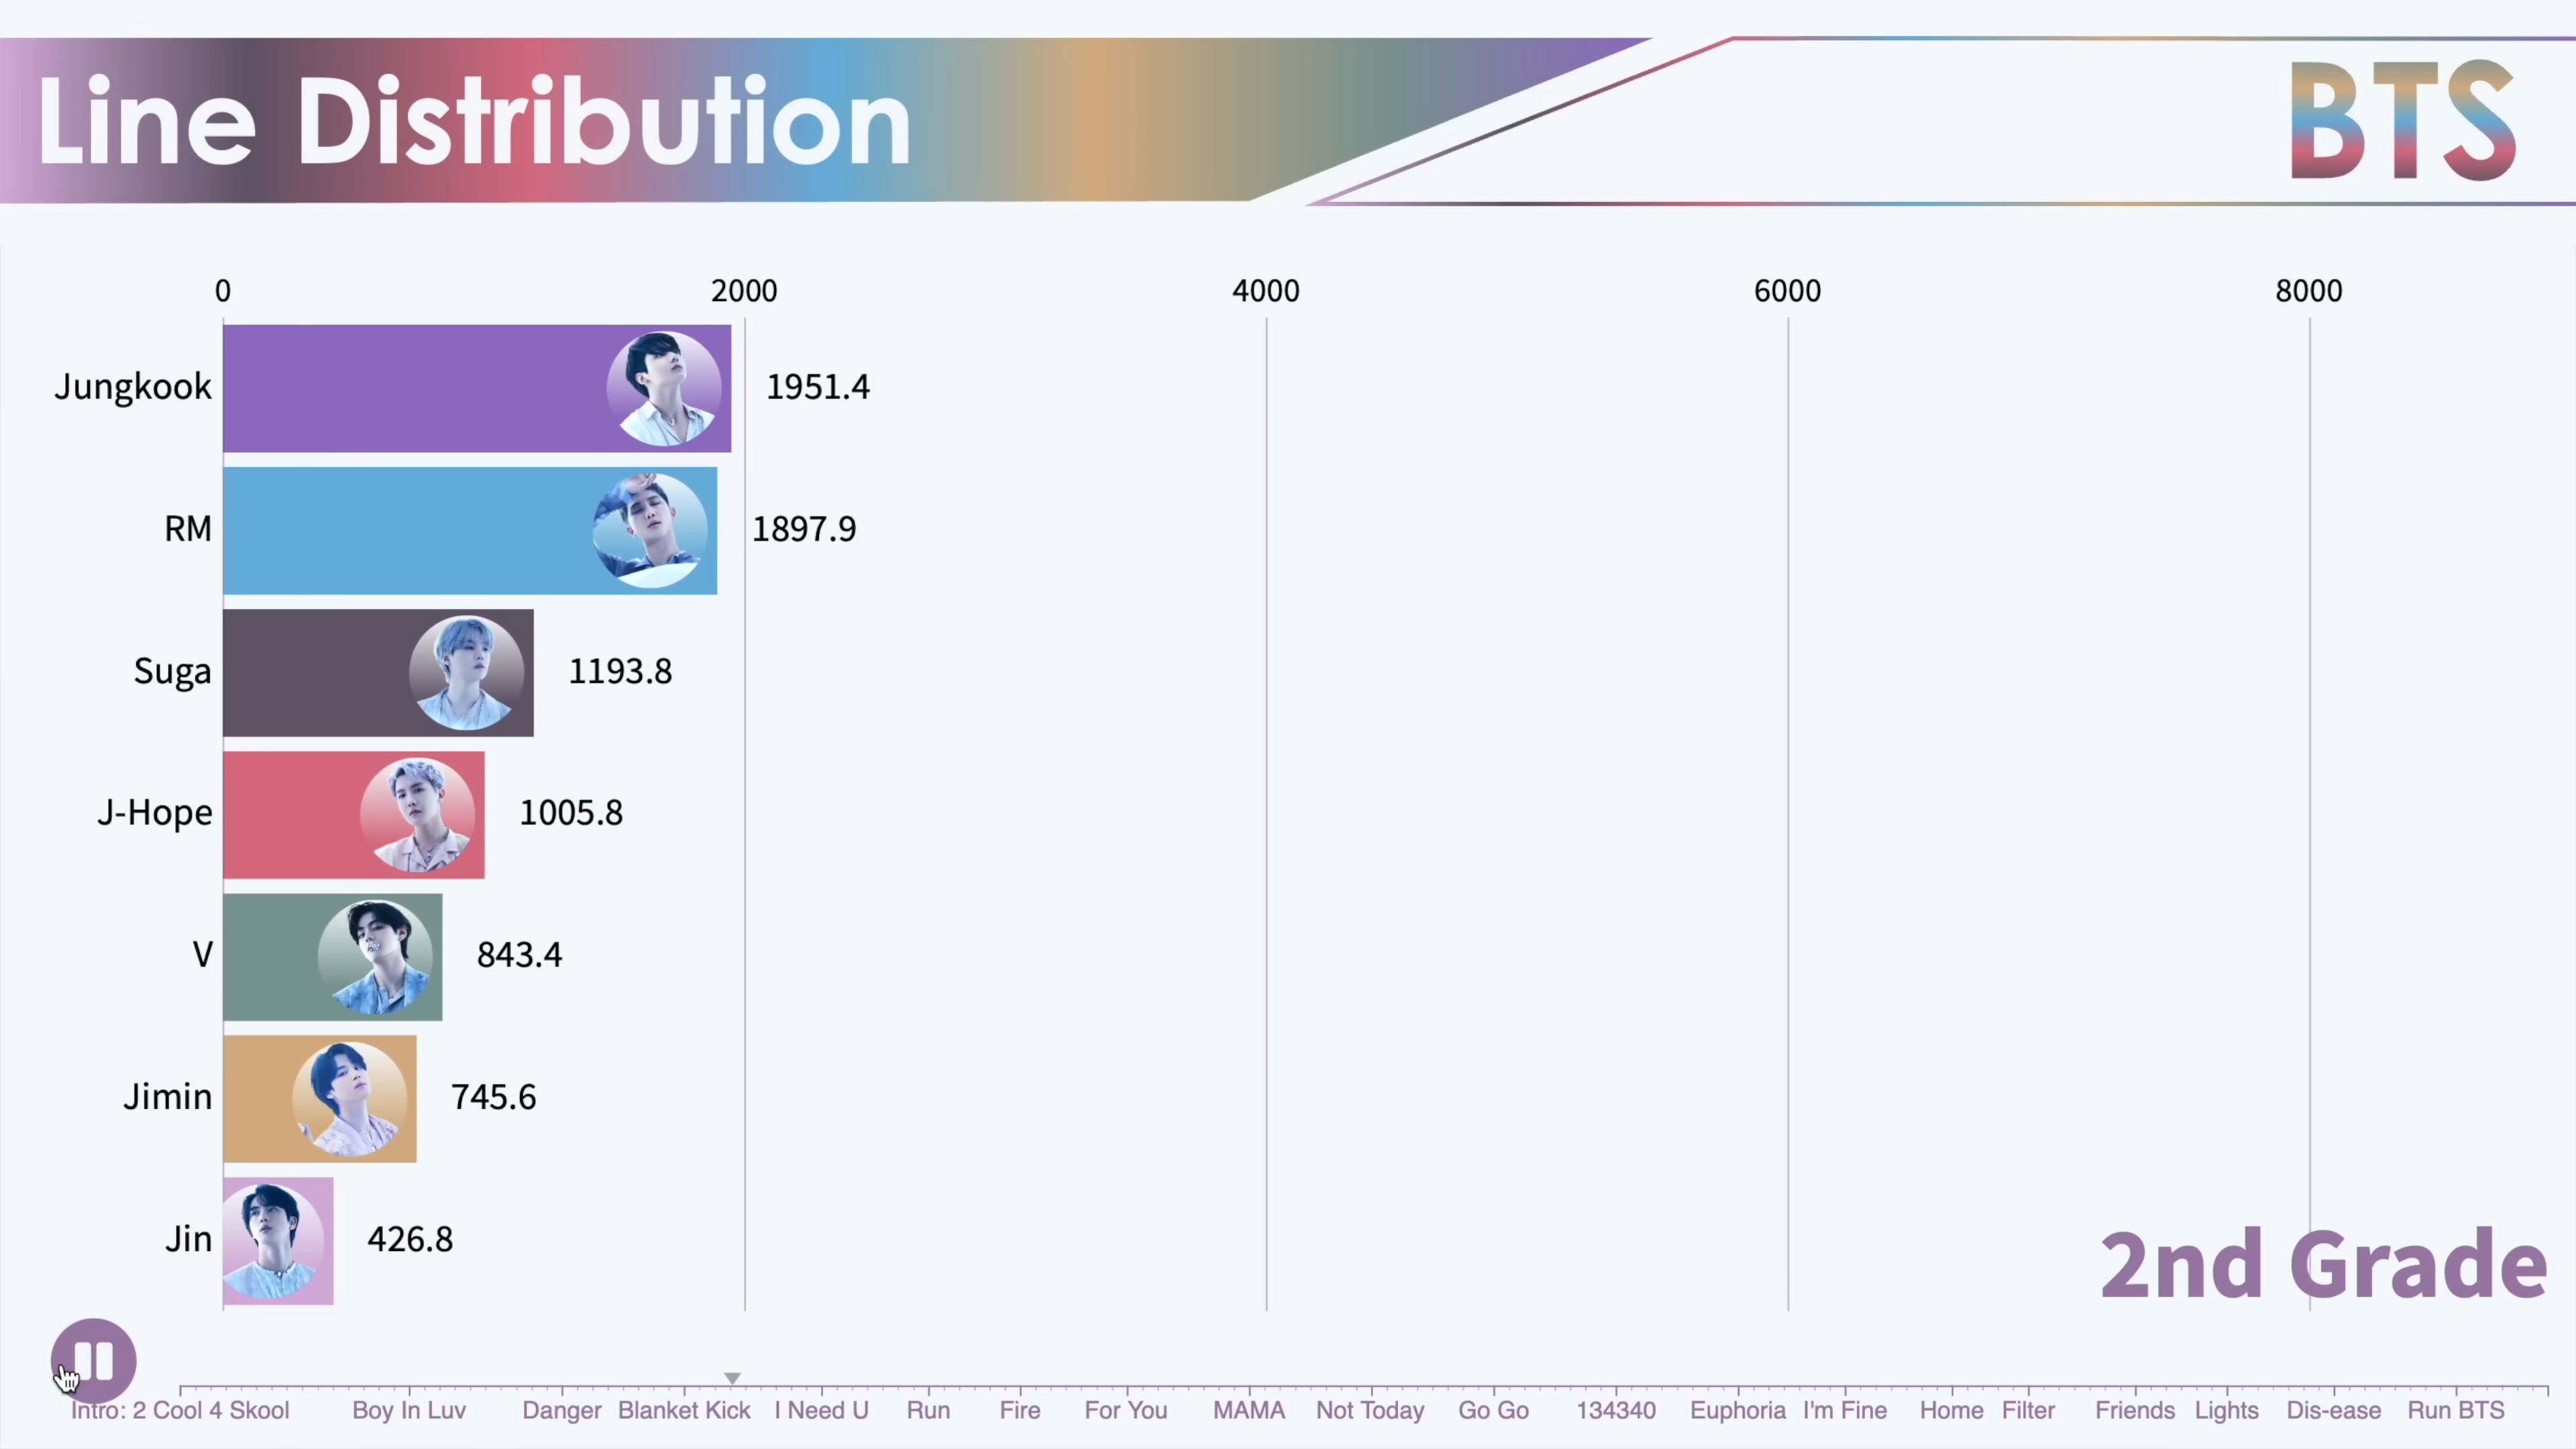 Line Distribution
BTS
0 2000 4000 6000 8000
Jungkook 1951.4
RM 1897.9
Suga 1193.8
J-Hope 1005.8
V 843.4
Jimin 745.6
Jin 426.8
2nd Grade
Intro: 2 Cool 4 Skool Boy In Luv Danger Blanket Kick I Need U Run Fire For You MAMA Not Today Go Go 134340 Euphoria I'm Fine Home Filter Friends Lights Dis-ease Run BTS